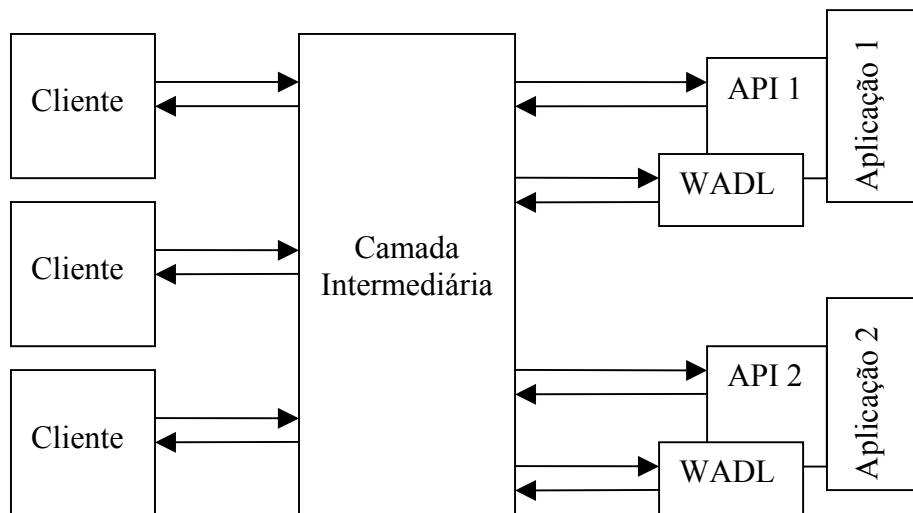 Cliente
Cliente
Cliente
Camada
Intermediária
API 1
WADL
Aplicação 1
API 2
WADL
Aplicação 2